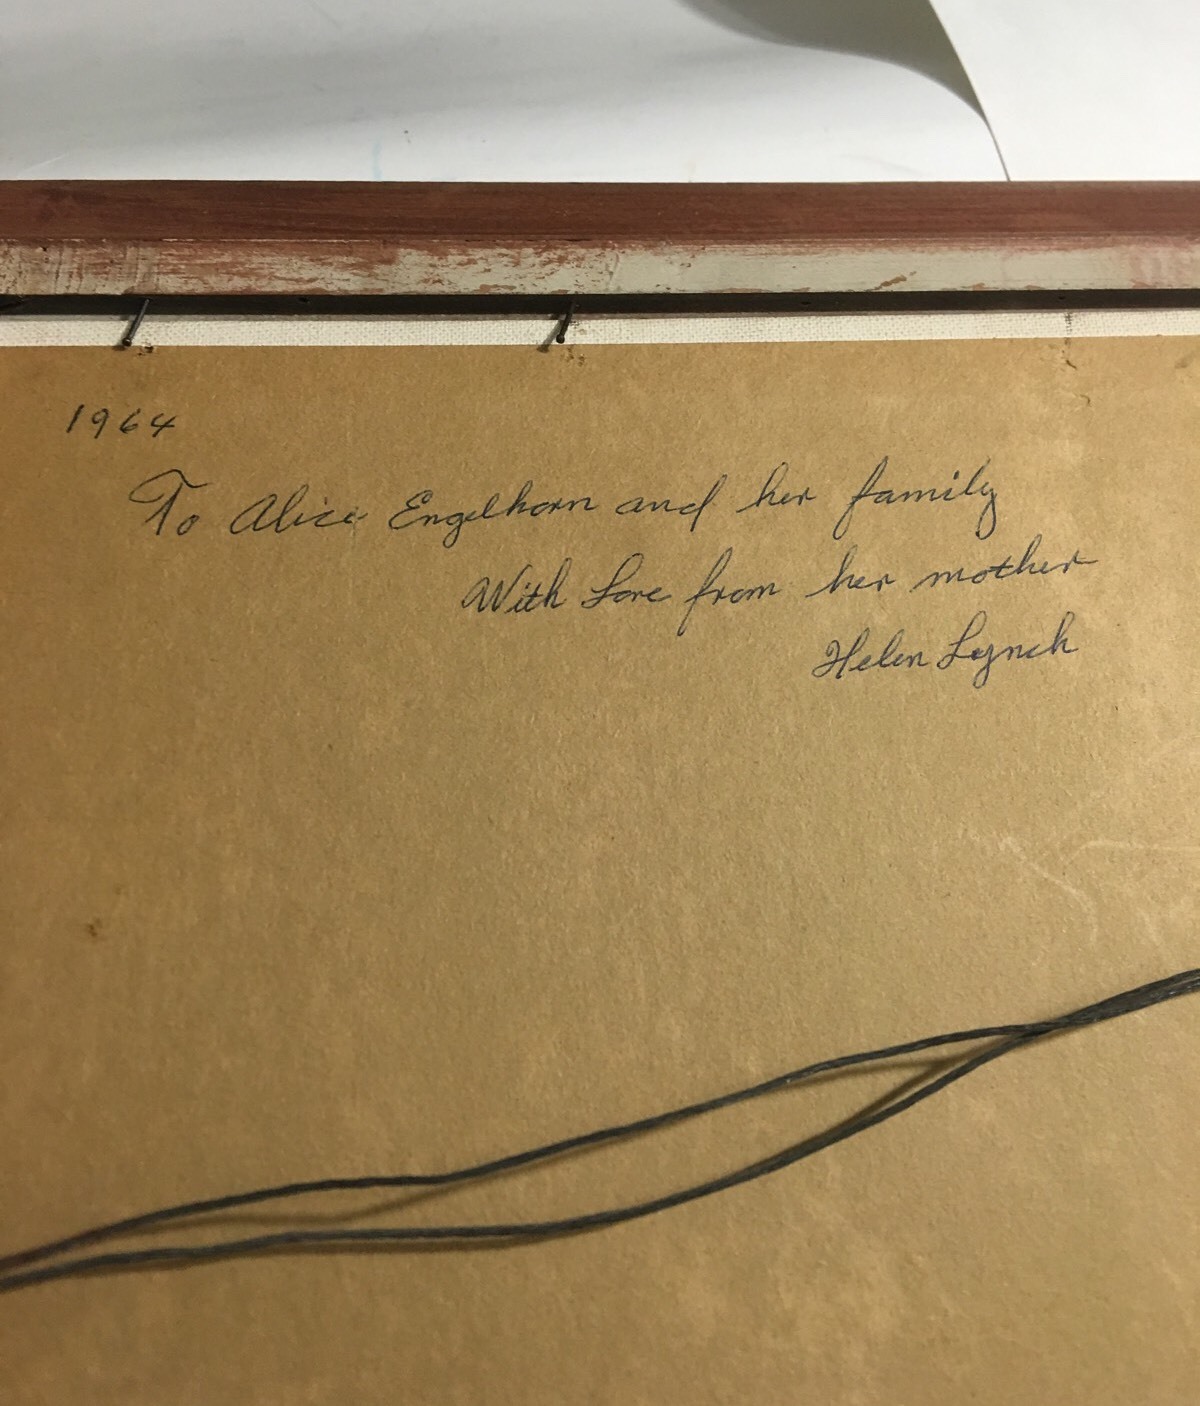 1964
To Alice Engelhorn and her family
With Love from her mother
Helen Lynch